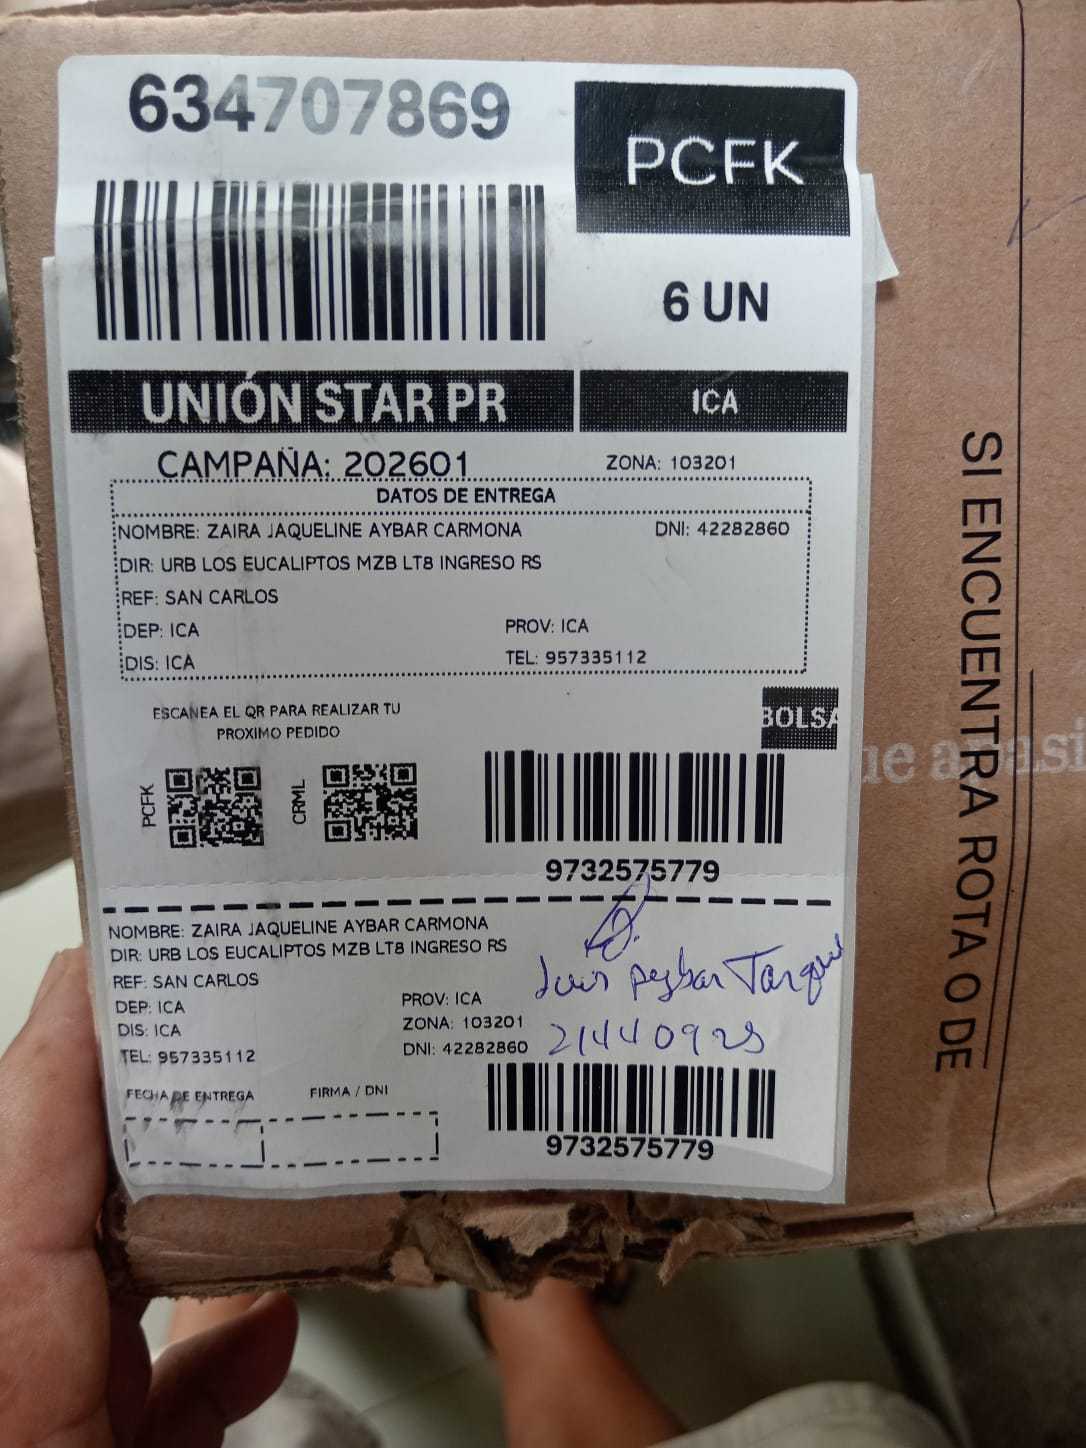 634707869
PCFK
6 UN
UNIÓN STAR PR
ICA
CAMPAÑA: 202601
ZONA: 103201
DATOS DE ENTREGA
NOMBRE: ZAIRA JAQUELINE AYBAR CARMONA DNI: 42282860
DIR: URB LOS EUCALIPTOS MZB LT8 INGRESO RS
REF: SAN CARLOS
DEP: ICA PROV: ICA
DIS: ICA TEL: 957335112
ESCANEA EL QR PARA REALIZAR TU
PROXIMO PEDIDO
BOLSA
PCFK
CRML
9732575779
NOMBRE: ZAIRA JAQUELINE AYBAR CARMONA
DIR: URB LOS EUCALIPTOS MZB LT8 INGRESO RS
REF: SAN CARLOS
DEP: ICA PROV: ICA
DIS: ICA ZONA: 103201
TEL: 957335112 DNI: 42282860
Luis
21440925
FECHA DE ENTREGA FIRMA / DNI
9732575779
SI ENCUENTRA ROTA O DE